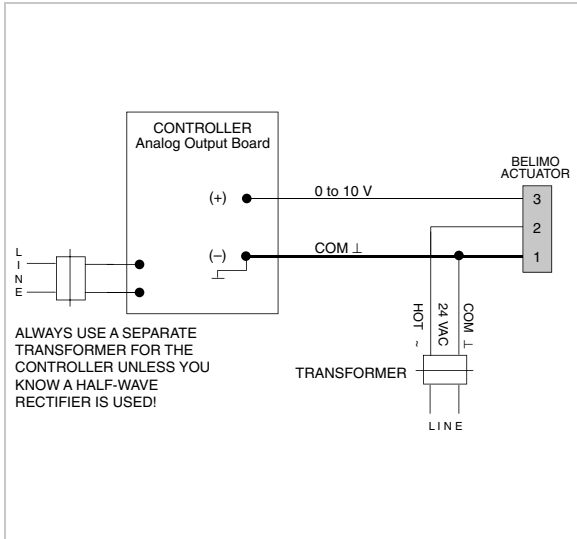 CONTROLLER
Analog Output Board
BELIMO
ACTUATOR
(+)
0 to 10 V
3
2
(–)
COM ⊥
1
LINE
ALWAYS USE A SEPARATE
TRANSFORMER FOR THE
CONTROLLER UNLESS YOU
KNOW A HALF-WAVE
RECTIFIER IS USED!
HOT ~
24 VAC
COM ⊥
TRANSFORMER
LINE